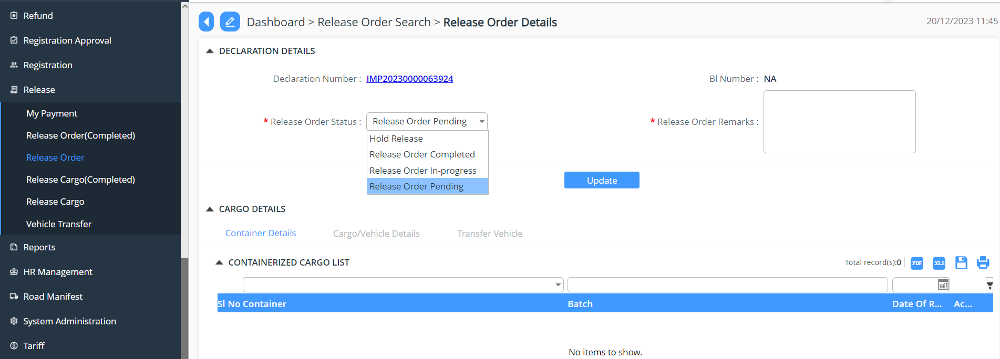 Refund
Registration Approval
Registration
Release
My Payment
Release Order(Completed)
Release Order
Release Cargo(Completed)
Release Cargo
Vehicle Transfer
Reports
HR Management
Road Manifest
System Administration
Tariff
Dashboard > Release Order Search > Release Order Details
20/12/2023 11:45
DECLARATION DETAILS
Declaration Number : IMP20230000063924
Bl Number : NA
* Release Order Status : Release Order Pending
* Release Order Remarks :
Hold Release
Release Order Completed
Release Order In-progress
Release Order Pending
Update
CARGO DETAILS
Container Details Cargo/Vehicle Details Transfer Vehicle
CONTAINERIZED CARGO LIST
Total record(s):0 PDF XLS
Sl No Container Batch Date Of R... Ac...
No items to show.